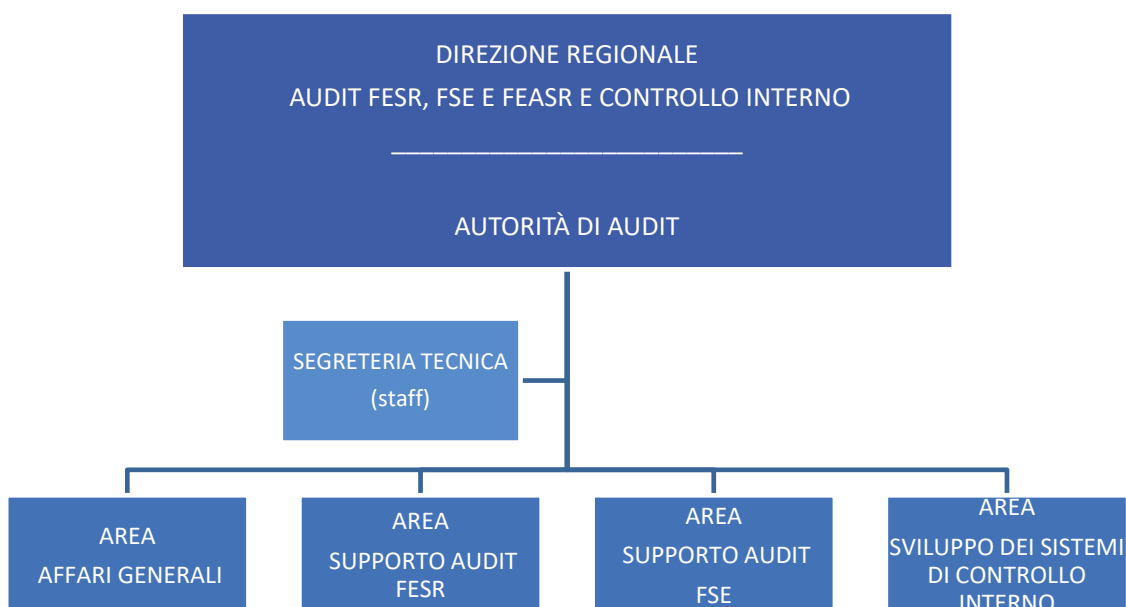 DIREZIONE REGIONALE
AUDIT FESR, FSE E FEASR E CONTROLLO INTERNO
AUTORITÀ DI AUDIT
SEGRETERIA TECNICA
(staff)
AREA
AFFARI GENERALI
AREA
SUPPORTO AUDIT
FESR
AREA
SUPPORTO AUDIT
FSE
AREA
SVILUPPO DEI SISTEMI
DI CONTROLLO
INTERNO